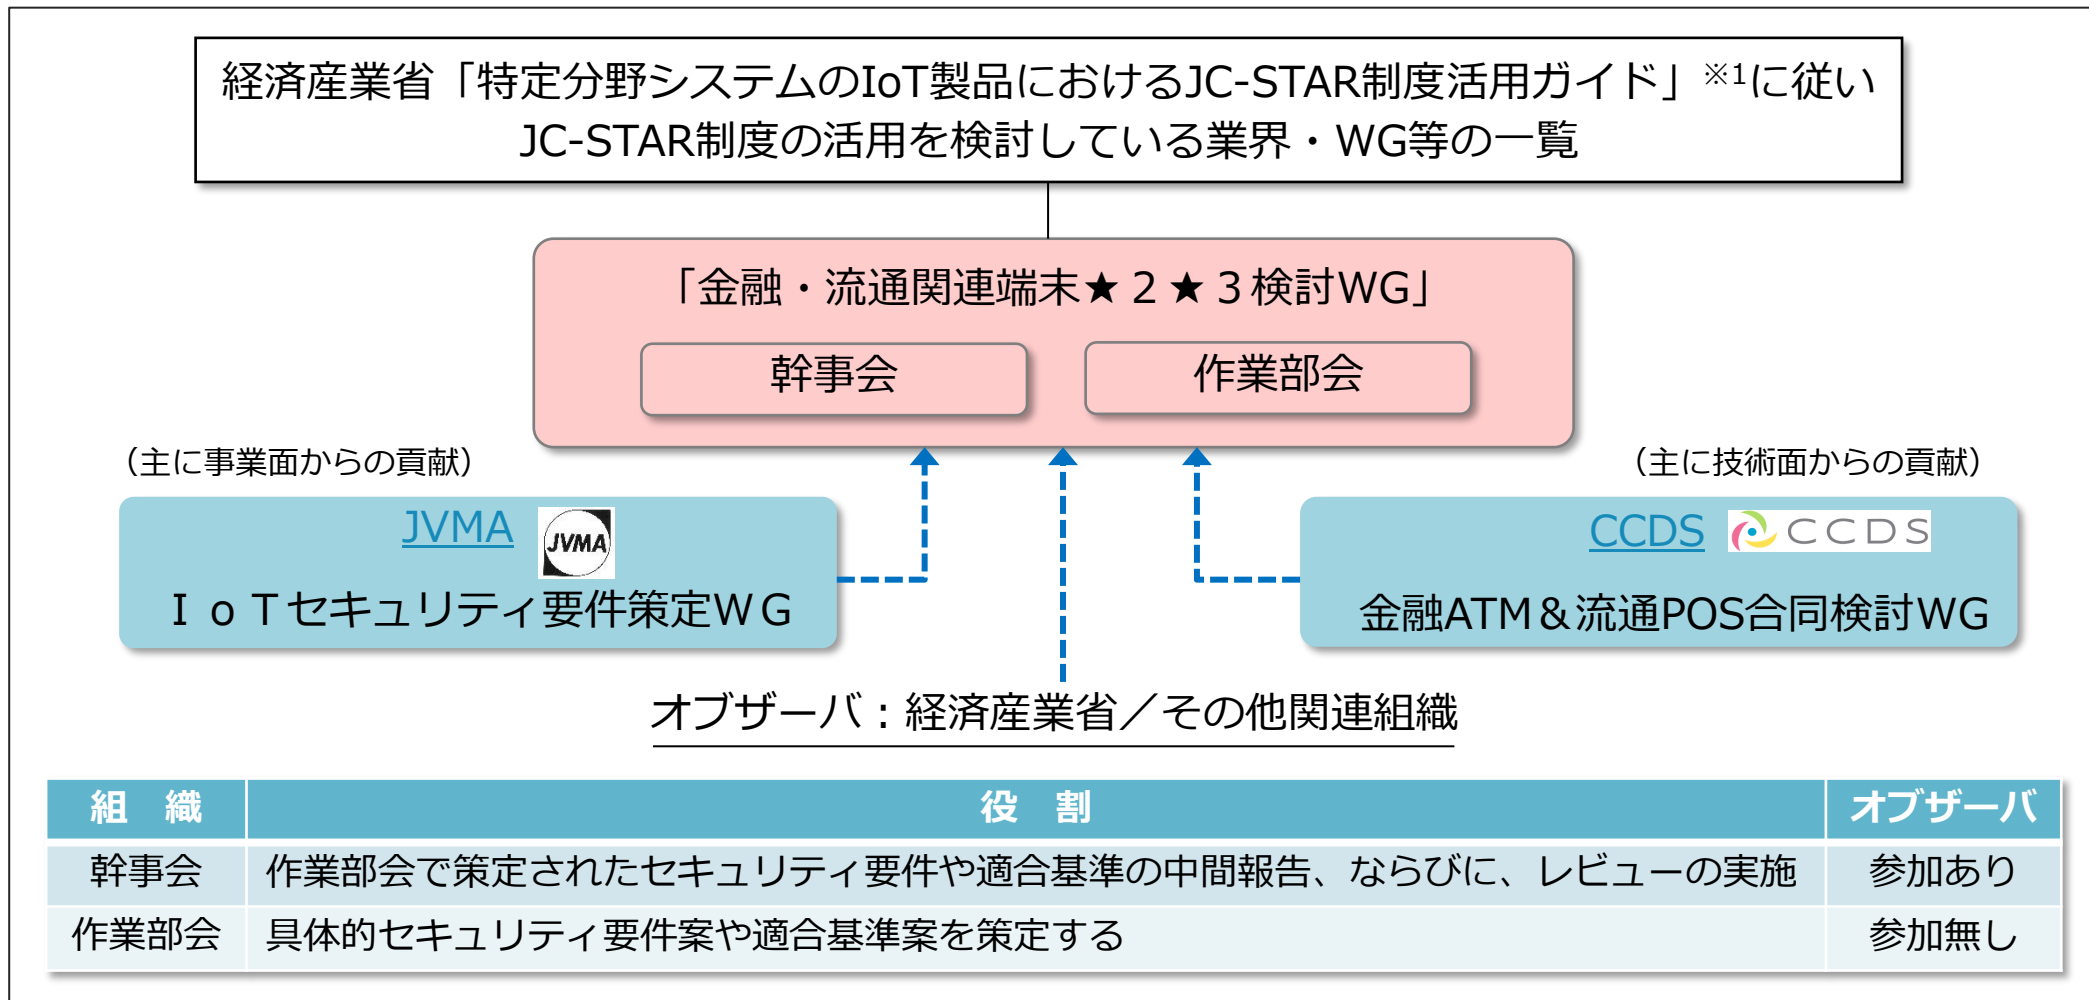 経済産業省「特定分野システムのIoT製品におけるJC-STAR制度活用ガイド」※1に従い
JC-STAR制度の活用を検討している業界・WG等の一覧
「金融・流通関連端末★２★３検討WG」
幹事会
作業部会
（主に事業面からの貢献）
（主に技術面からの貢献）
JVMA JVMA
ＩｏＴセキュリティ要件策定ＷＧ
CCDS CCDS
金融ATM＆流通POS合同検討WG
オブザーバ：経済産業省／その他関連組織
組　織 役　割 オブザーバ
幹事会 作業部会で策定されたセキュリティ要件や適合基準の中間報告、ならびに、レビューの実施 参加あり
作業部会 具体的セキュリティ要件案や適合基準案を策定する 参加無し